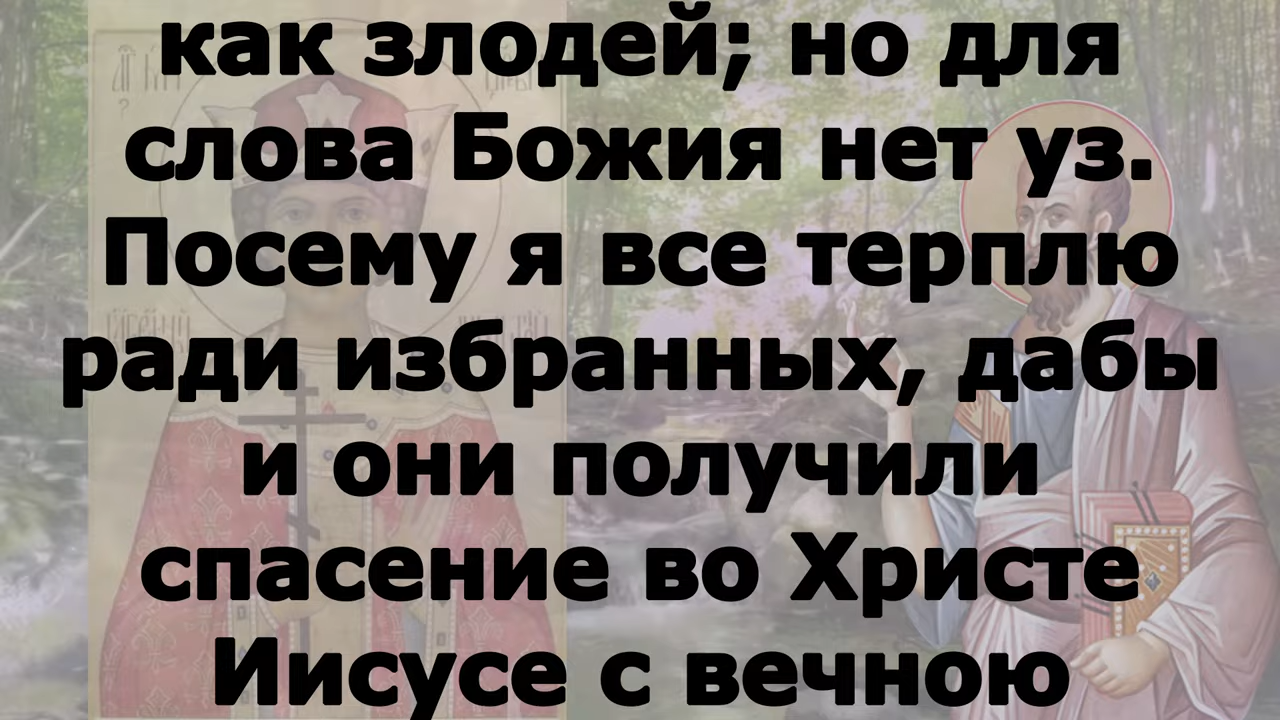 как злодей; но для
слова Божия нет уз.
Посему я все терплю
ради избранных, дабы
и они получили
спасение во Христе
Иисусе с вечною